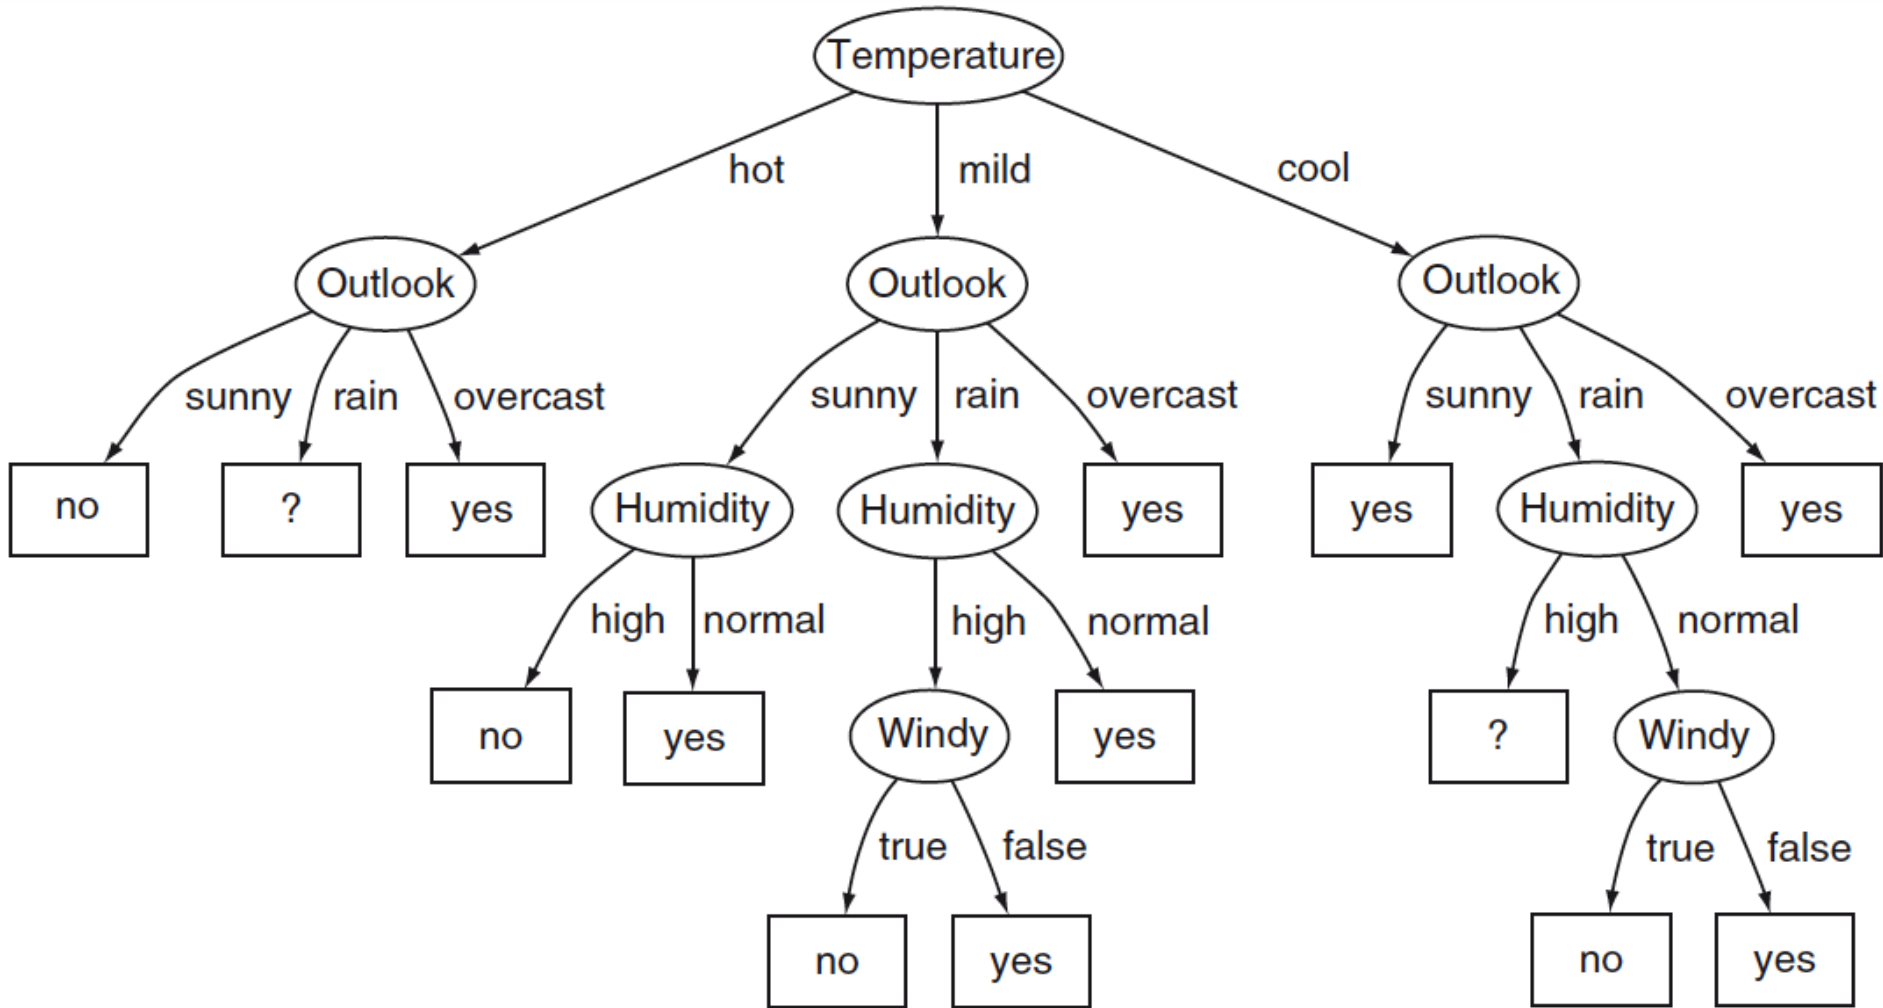 Temperature
hot mild cool
Outlook Outlook Outlook
sunny rain overcast sunny rain overcast sunny rain overcast
no ? yes Humidity Humidity yes yes Humidity yes
high normal high normal high normal
no yes Windy yes ? Windy
true false true false
no yes no yes